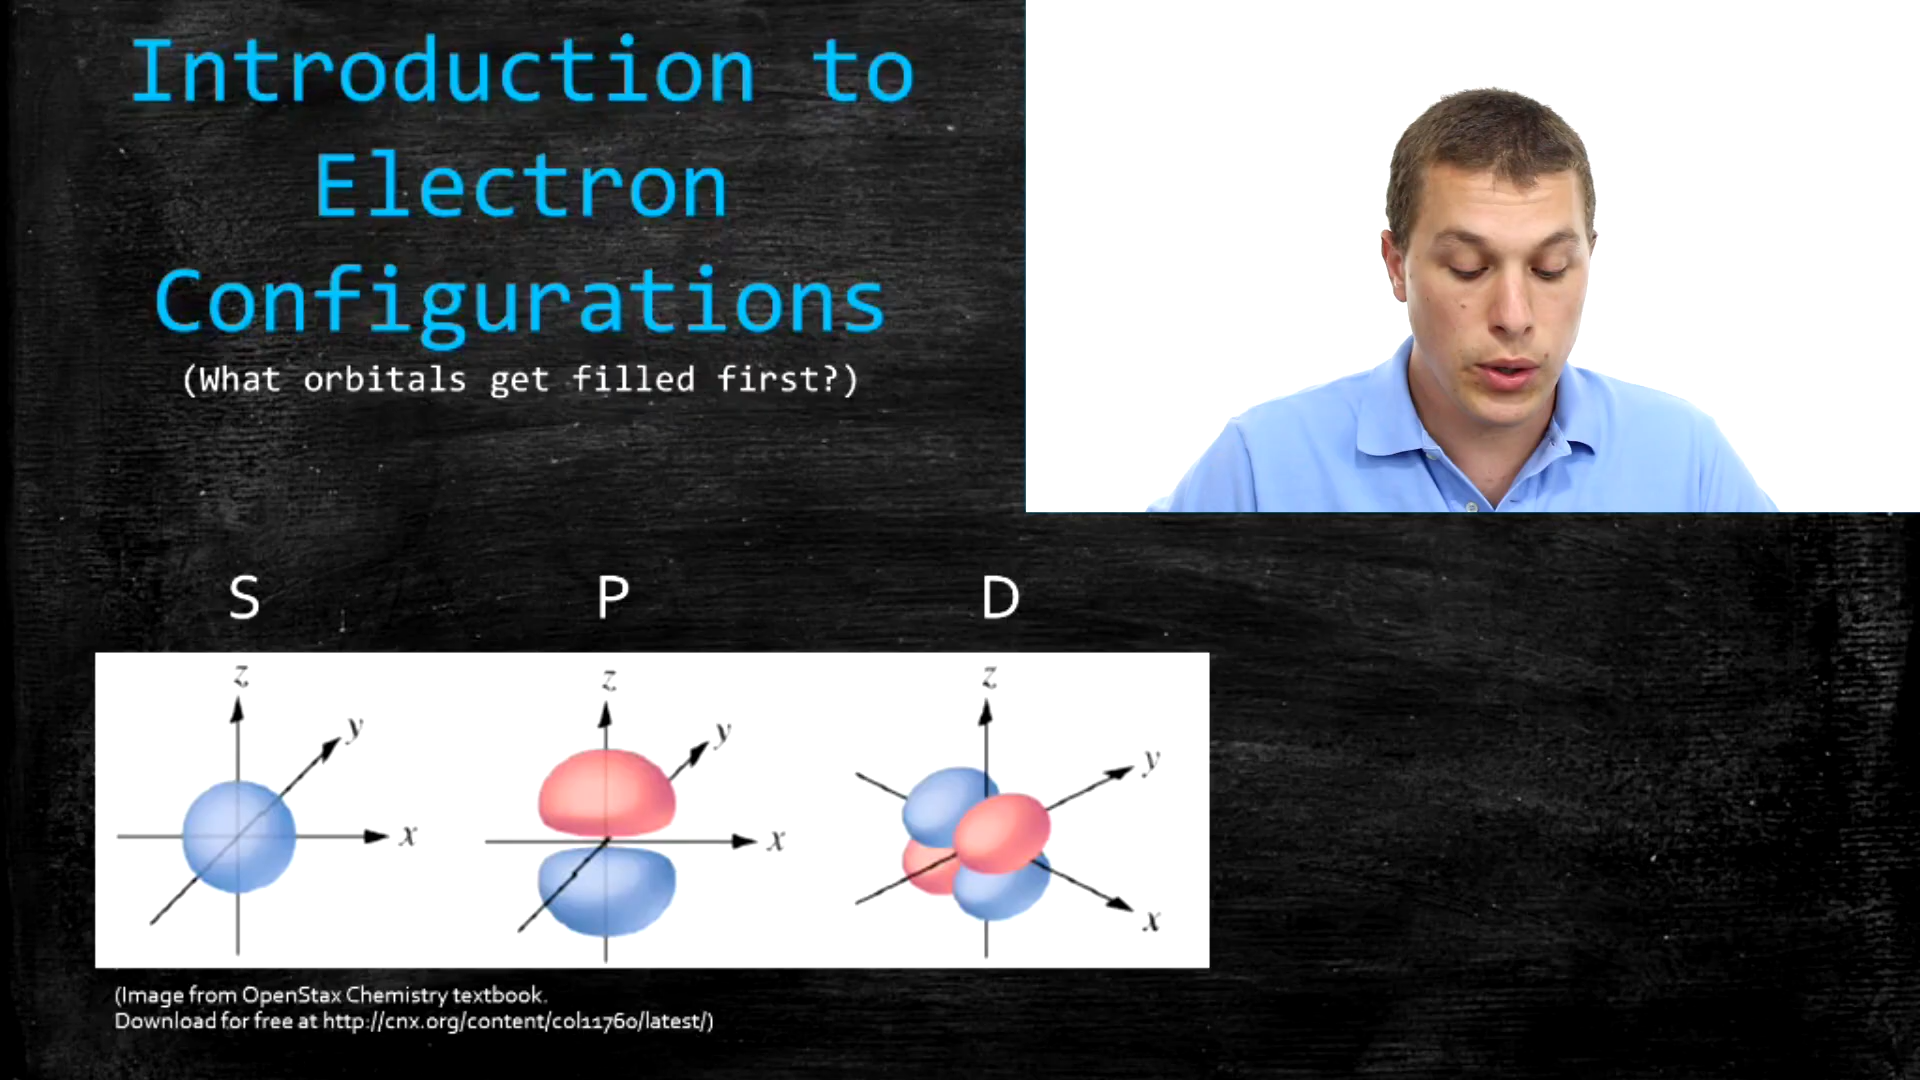 Introduction to
Electron
Configurations
(What orbitals get filled first?)
S P D
z y x
z y x
z y x
(Image from OpenStax Chemistry textbook.
Download for free at http://cnx.org/content/col11760/latest/)